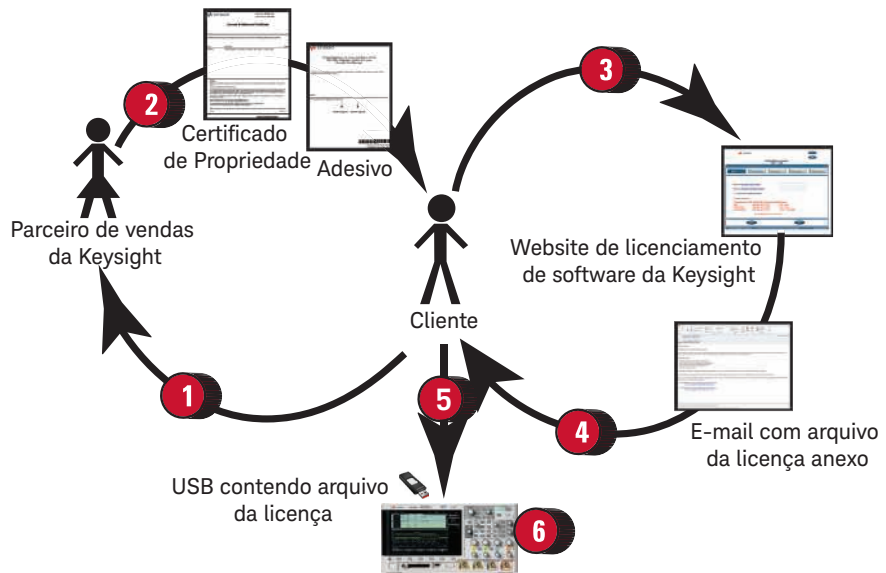 2
3
Certificado
de Propriedade
Adesivo
Parceiro de vendas
da Keysight
Website de licenciamento
de software da Keysight
Cliente
1
5
4
E-mail com arquivo
da licença anexo
USB contendo arquivo
da licença
6